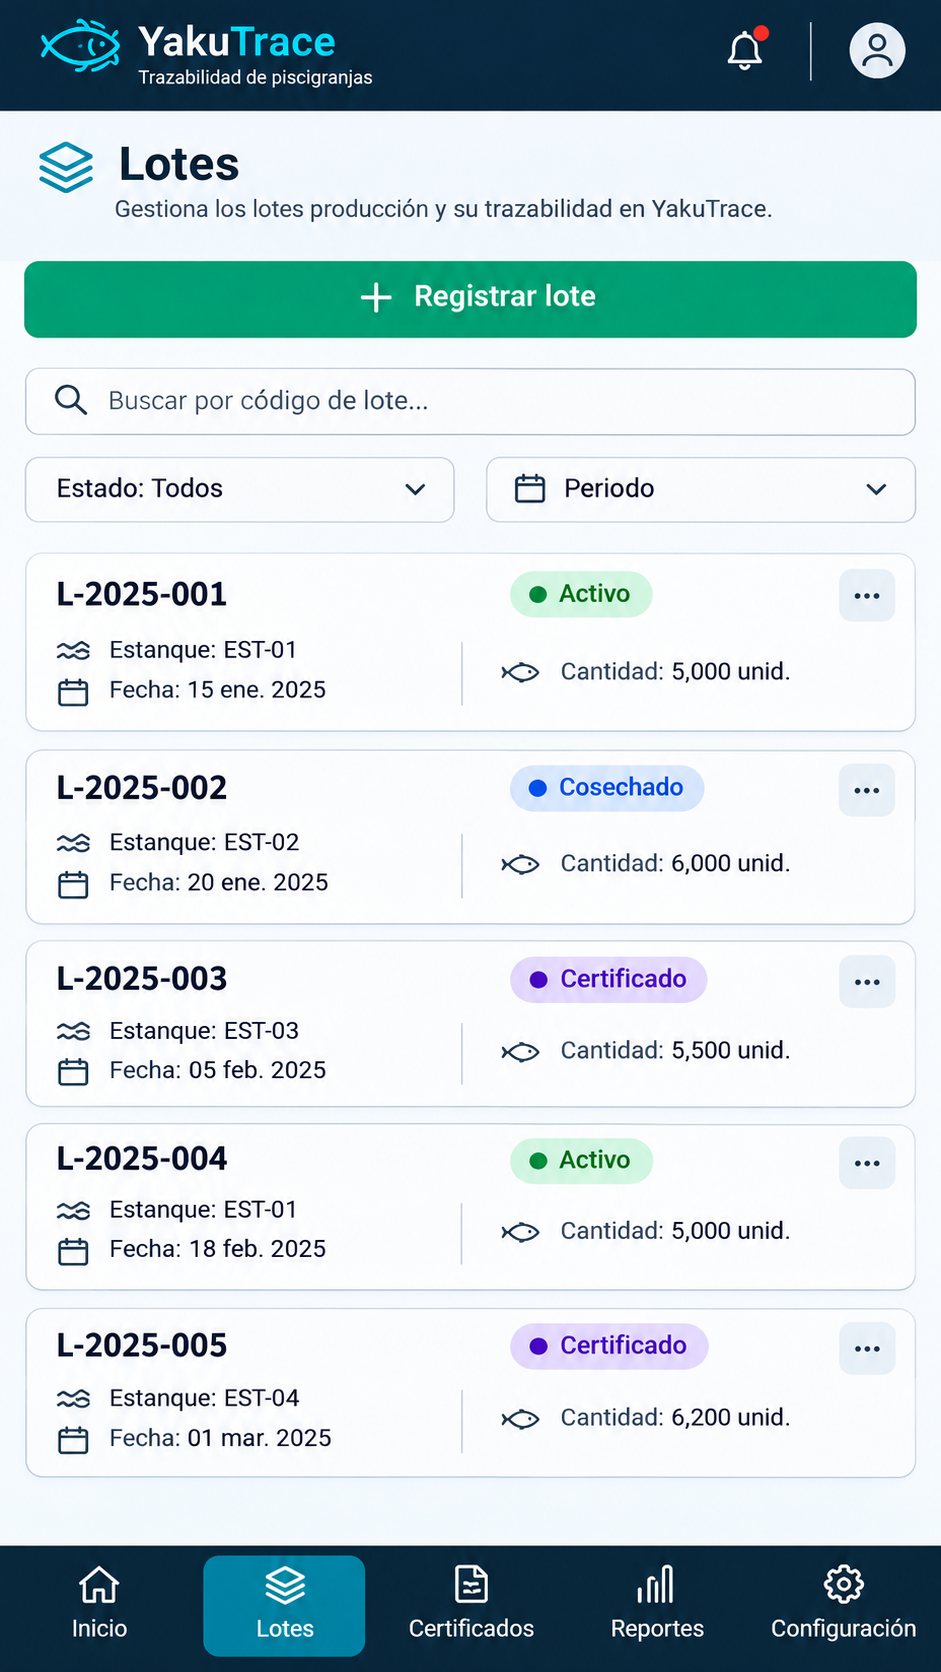 YakuTrace
Trazabilidad de piscigranjas
Lotes
Gestiona los lotes producción y su trazabilidad en YakuTrace.
+ Registrar lote
Buscar por código de lote...
Estado: Todos
Periodo
L-2025-001
Activo
...
Estanque: EST-01
Fecha: 15 ene. 2025
Cantidad: 5,000 unid.
L-2025-002
Cosechado
...
Estanque: EST-02
Fecha: 20 ene. 2025
Cantidad: 6,000 unid.
L-2025-003
Certificado
...
Estanque: EST-03
Fecha: 05 feb. 2025
Cantidad: 5,500 unid.
L-2025-004
Activo
...
Estanque: EST-01
Fecha: 18 feb. 2025
Cantidad: 5,000 unid.
L-2025-005
Certificado
...
Estanque: EST-04
Fecha: 01 mar. 2025
Cantidad: 6,200 unid.
Inicio
Lotes
Certificados
Reportes
Configuración